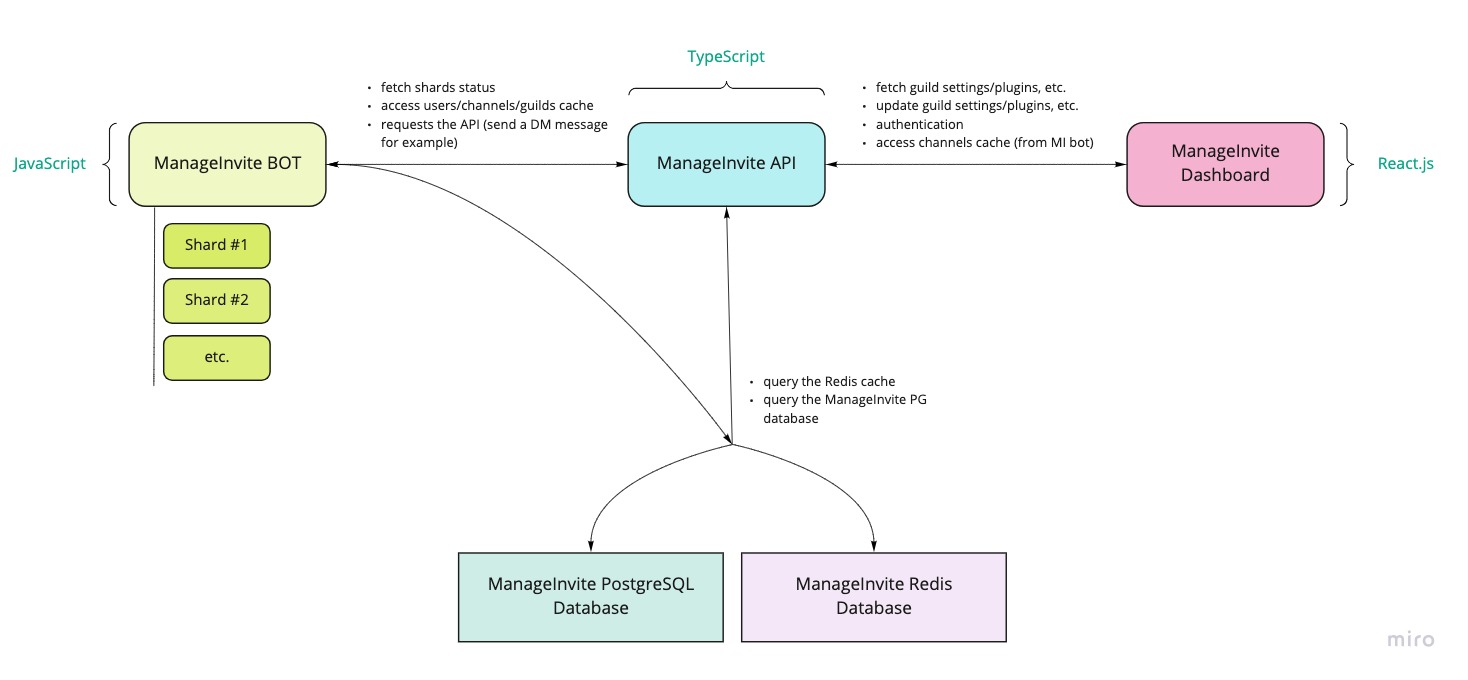 TypeScript
• fetch shards status
• access users/channels/guilds cache
• requests the API (send a DM message
for example)
• fetch guild settings/plugins, etc.
• update guild settings/plugins, etc.
• authentication
• access channels cache (from MI bot)
JavaScript
ManageInvite BOT
ManageInvite API
ManageInvite
Dashboard
React.js
Shard #1
Shard #2
etc.
• query the Redis cache
• query the ManageInvite PG
database
ManageInvite PostgreSQL
Database
ManageInvite Redis
Database
miro